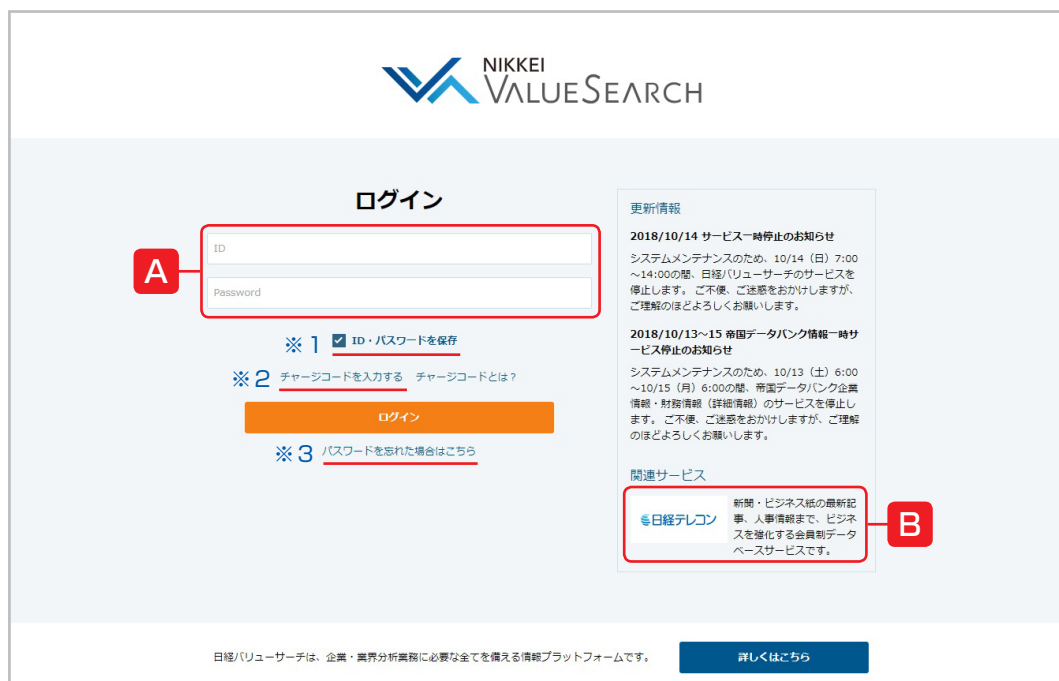 NIKKEI
VALUESEARCH
ログイン
A
ID
Password
※1 ID・パスワードを保存
※2 チャージコードを入力する チャージコードとは?
ログイン
※3 パスワードを忘れた場合はこちら
更新情報
2018/10/14 サービス一時停止のお知らせ
システムメンテナンスのため、10/14（日）7:00
～14:00の間、日経バリューサーチのサービスを
停止します。 ご不便、ご迷惑をおかけしますが、
ご理解のほどよろしくお願いします。
2018/10/13～15 帝国データバンク情報一時サ
ービス停止のお知らせ
システムメンテナンスのため、10/13（土）6:00
～10/15（月）6:00の間、帝国データバンク企業
情報・財務情報（詳細情報）のサービスを停止し
ます。 ご不便、ご迷惑をおかけしますが、ご理解
のほどよろしくお願いします。
関連サービス
日経テレコン
新聞・ビジネス紙の最新記
事、人事情報まで、ビジネ
スを強化する会員制データ
ベースサービスです。
B
日経バリューサーチは、企業・業界分析業務に必要な全てを備える情報プラットフォームです。
詳しくはこちら